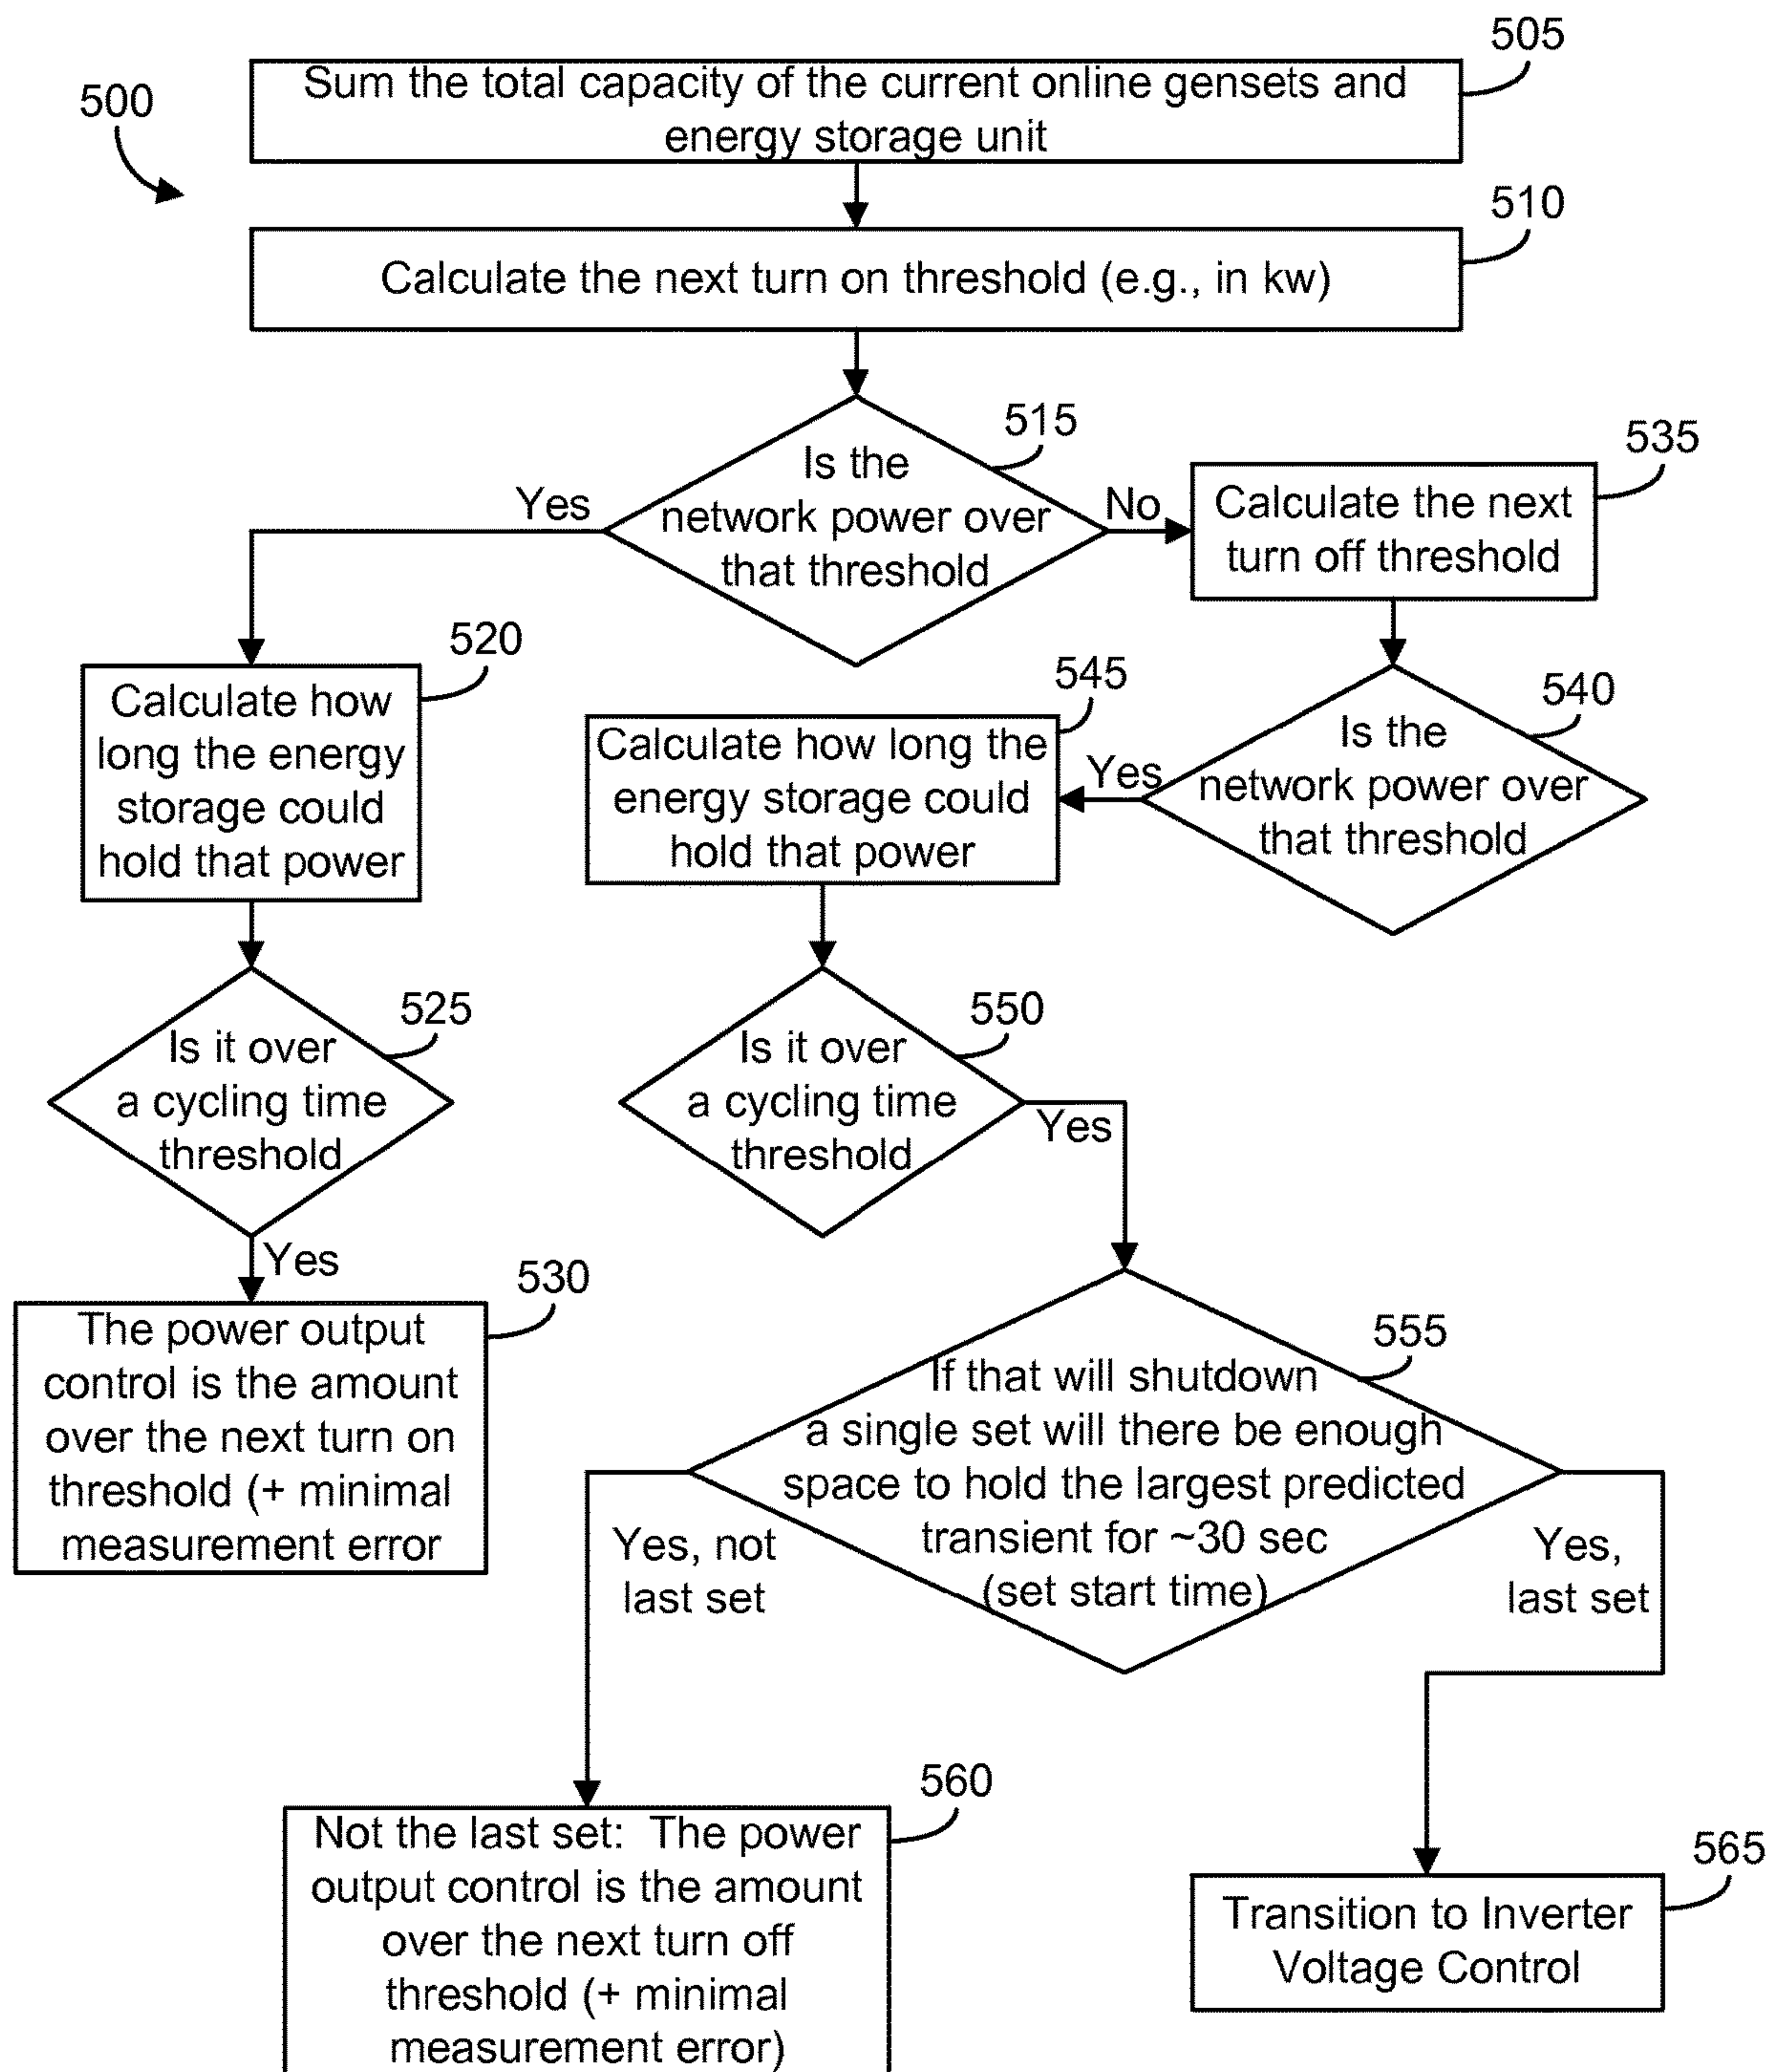 505
Sum the total capacity of the current online gensets and
energy storage unit
500
510
Calculate the next turn on threshold (e.g., in kw)
515
Is the
network power over
that threshold
Yes
No
535
Calculate the next
turn off threshold
520
Calculate how
long the energy
storage could
hold that power
545
Calculate how long the
energy storage could
hold that power
Yes
540
Is the
network power over
that threshold
525
Is it over
a cycling time
threshold
Yes
550
Is it over
a cycling time
threshold
Yes
530
The power output
control is the amount
over the next turn on
threshold (+ minimal
measurement error
555
If that will shutdown
a single set will there be enough
space to hold the largest predicted
transient for ~30 sec
(set start time)
Yes, not
last set
Yes,
last set
560
Not the last set:  The power
output control is the amount
over the next turn off
threshold (+ minimal
measurement error)
565
Transition to Inverter
Voltage Control